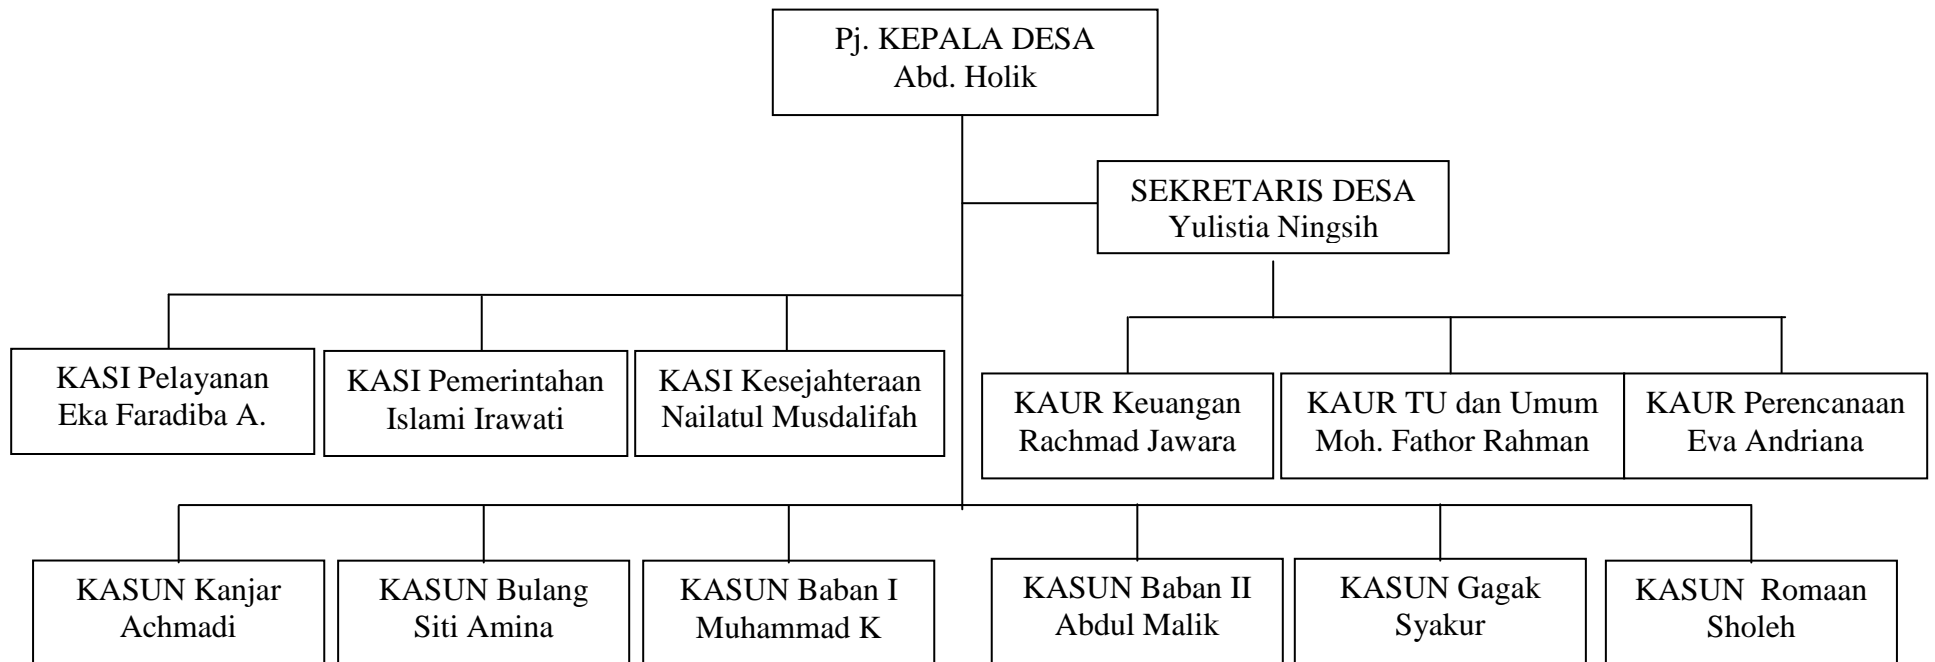 Pj. KEPALA DESA
Abd. Holik
SEKRETARIS DESA
Yulistia Ningsih
KASI Pelayanan
Eka Faradiba A.
KASI Pemerintahan
Islami Irawati
KASI Kesejahteraan
Nailatul Musdalifah
KAUR Keuangan
Rachmad Jawara
KAUR TU dan Umum
Moh. Fathor Rahman
KAUR Perencanaan
Eva Andriana
KASUN Kanjar
Achmadi
KASUN Bulang
Siti Amina
KASUN Baban I
Muhammad K
KASUN Baban II
Abdul Malik
KASUN Gagak
Syakur
KASUN Romaan
Sholeh